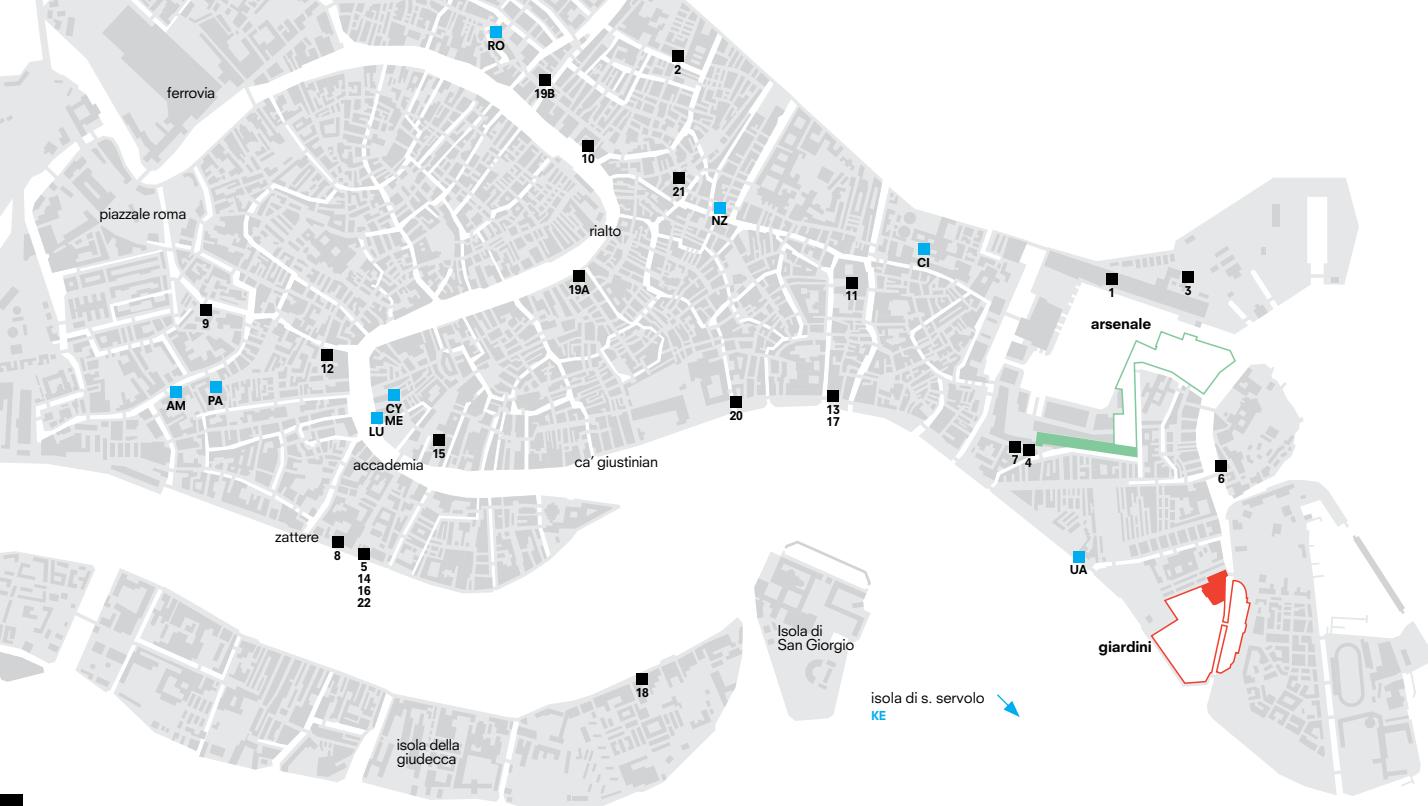 RO
2
ferrovia
19B
10
21
piazzale roma
NZ
rialto
CI
19A
11
1
3
9
arsenale
12
AM
PA
CY
ME
LU
20
13
17
15
accademia
ca’ giustinian
7
4
6
zattere
8
5
14
16
22
UA
Isola di
San Giorgio
giardini
18
isola di s. servolo
KE
isola della
giudecca